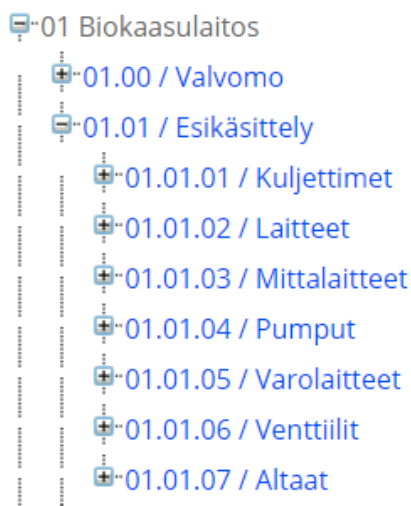 01 Biokaasulaitos
01.00 / Valvomo
01.01 / Esikäsittely
01.01.01 / Kuljettimet
01.01.02 / Laitteet
01.01.03 / Mittalaitteet
01.01.04 / Pumput
01.01.05 / Varolaitteet
01.01.06 / Venttiilit
01.01.07 / Altaat